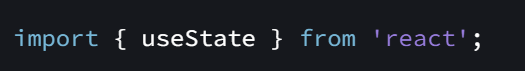 import { useState } from 'react';